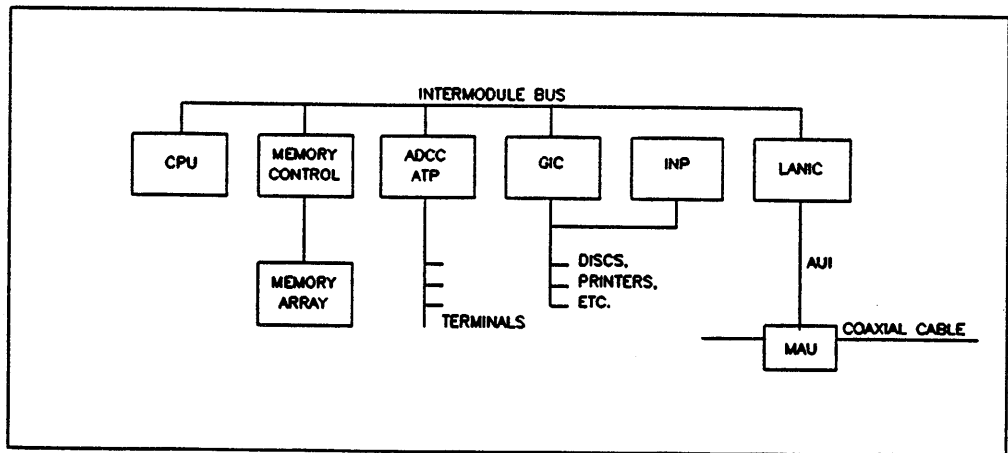 INTERMODULE BUS
CPU
MEMORY
CONTROL
ADCC
ATP
GIC
INP
LANIC
MEMORY
ARRAY
TERMINALS
DISCS,
PRINTERS,
ETC.
AUI
MAU
COAXIAL CABLE